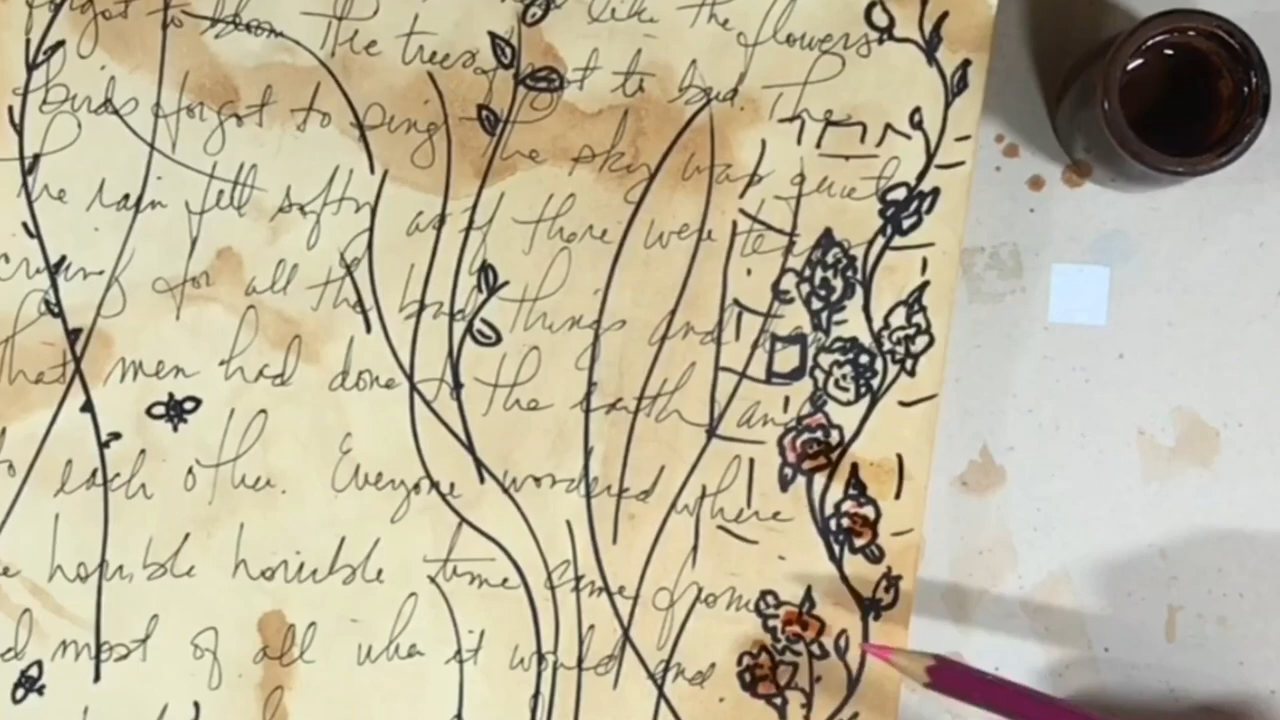 forgot to bloom The trees like the flowers
forgot to bud. The
birds forgot to sing the sky was quiet
The rain fell softly as if there were tears
crying for all the bad things and
that men had done to the earth and
to each other. Everyone wondered where
horrible horrible time came from
most of all when it would end.